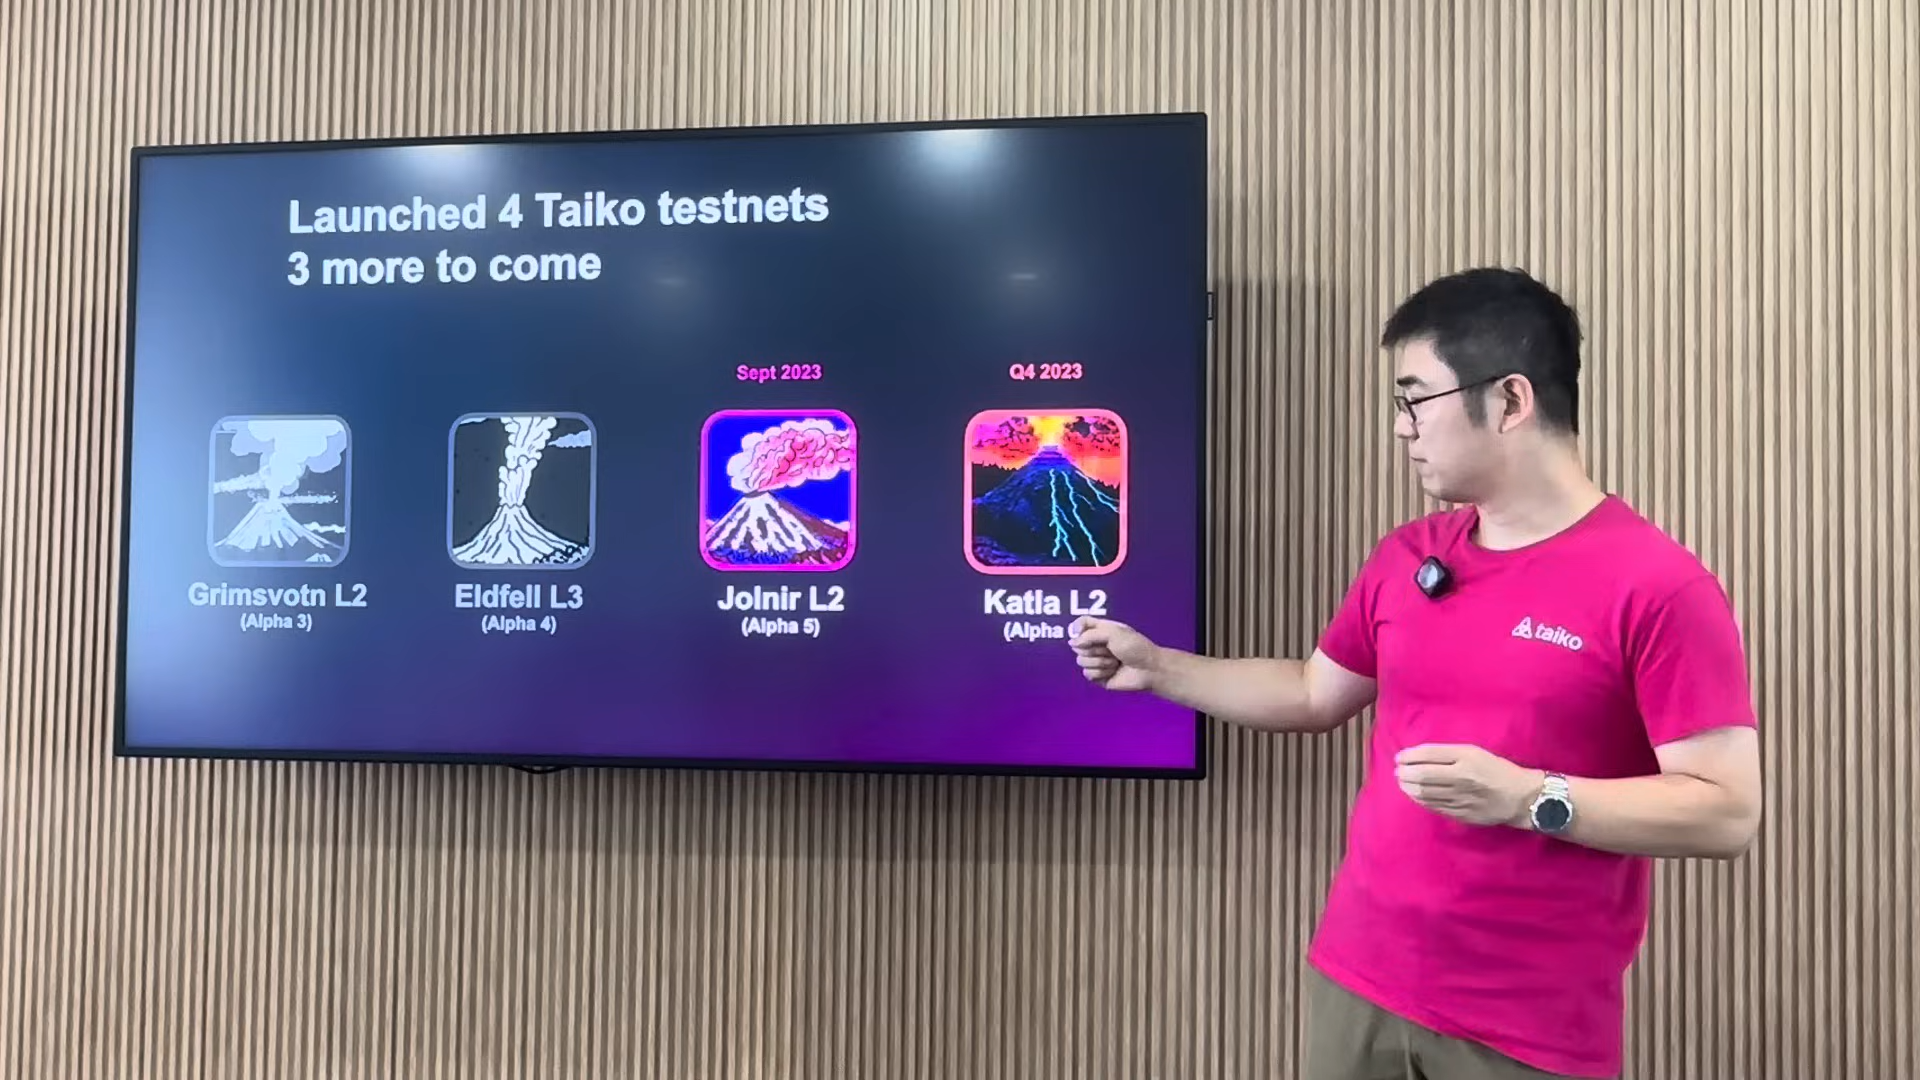 Launched 4 Taiko testnets
3 more to come
Sept 2023
Q4 2023
Grimsvotn L2
(Alpha 3)
Eldfell L3
(Alpha 4)
Jolnir L2
(Alpha 5)
Katla L2
(Alpha
taiko